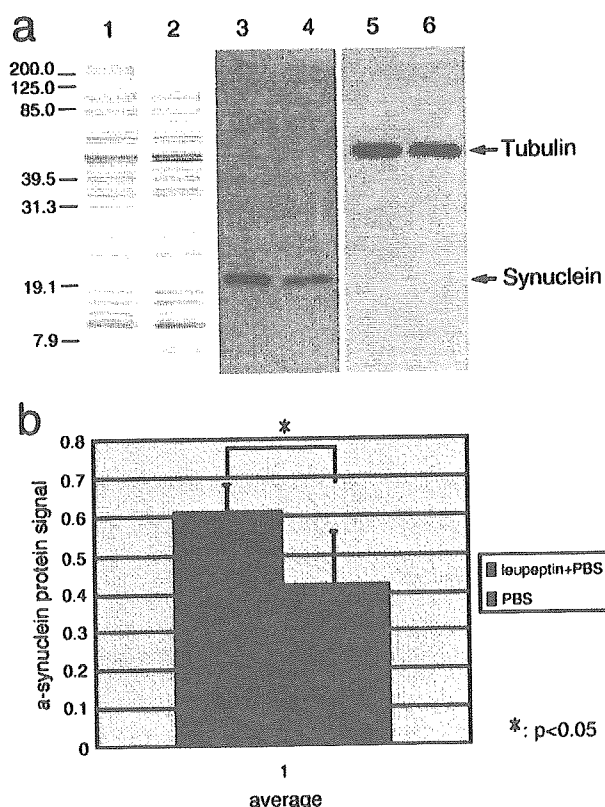 a
1 2 3 4 5 6
200.0
125.0
85.0
39.5
31.3
19.1
7.9
Tubulin
Synuclein
b
*
0.8
0.7
0.6
0.5
0.4
0.3
0.2
0.1
0
a-synuclein protein signal
leupeptin+PBS
PBS
*: p<0.05
1
average